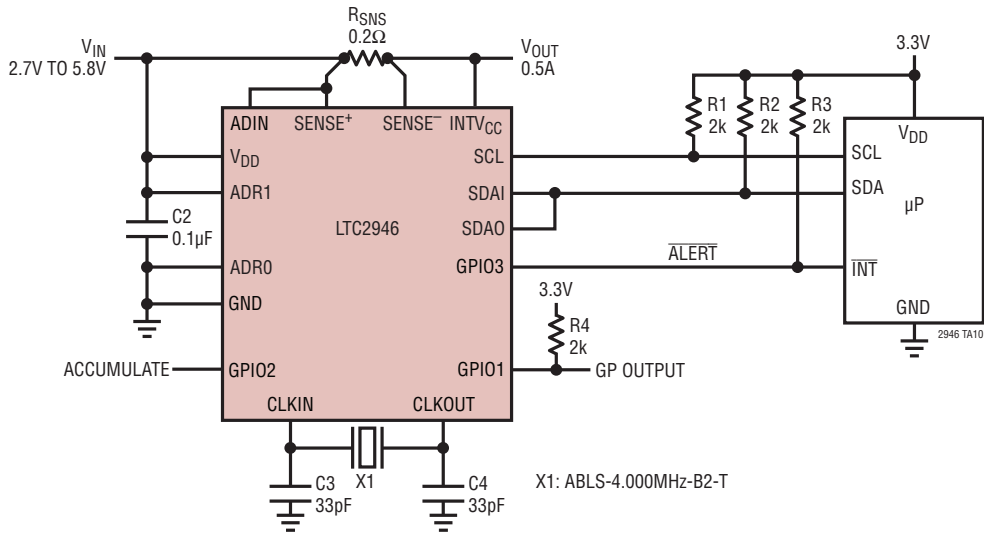 RSNS
0.2Ω
VIN
2.7V TO 5.8V
VOUT
0.5A
3.3V
R1
2k
R2
2k
R3
2k
ADIN
SENSE+
SENSE–
INTVCC
VDD
ADR1
C2
0.1µF
ADR0
GND
GPIO2
ACCUMULATE
LTC2946
SCL
SDAI
SDAO
GPIO3
GPIO1
ALERT
3.3V
R4
2k
GP OUTPUT
VDD
SCL
SDA
µP
INT
GND
2946 TA10
CLKIN
CLKOUT
C3
33pF
X1
C4
33pF
X1: ABLS-4.000MHz-B2-T